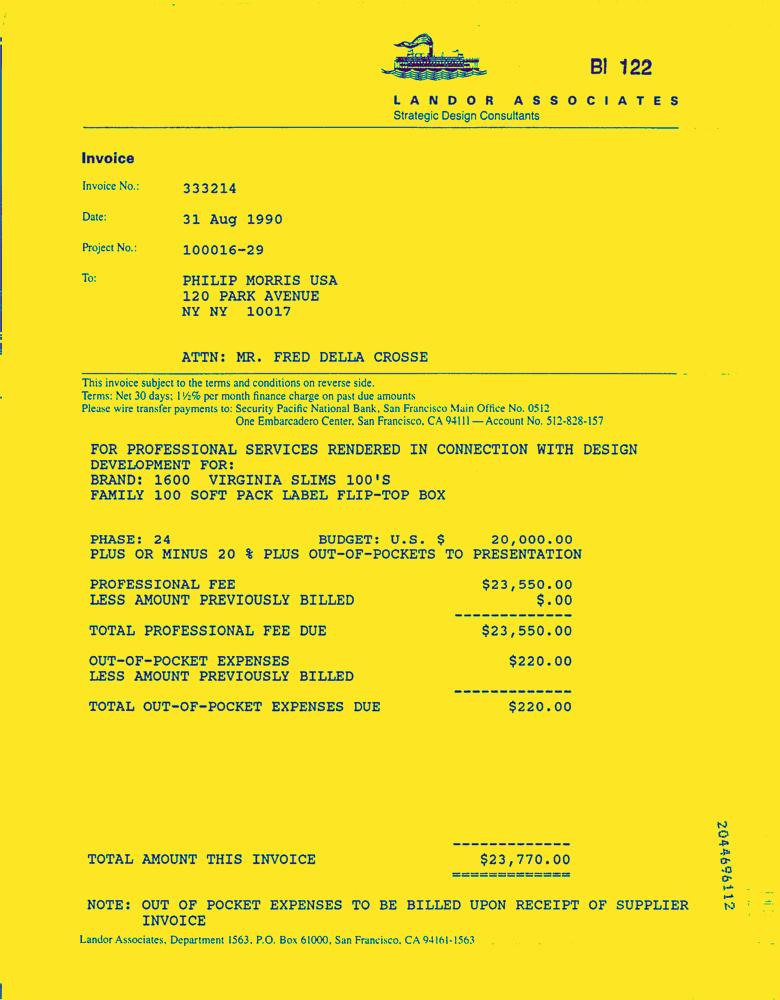 BI 122
LANDOR ASSOCIATES
Strategic Design Consultants
Invoice
Invoice No.: 333214
Date: 31 Aug 1990
Project No.: 100016-29
To: PHILIP MORRIS USA
120 PARK AVENUE
NY NY 10017
ATTN: MR. FRED DELLA CROSSE
This invoice subject to the terms and conditions on reverse side.
Terms: Net 30 days; 1½% per month finance charge on past due amounts
Please wire transfer payments to: Security Pacific National Bank, San Francisco Main Office No. 0512
One Embarcadero Center, San Francisco, CA 94111 — Account No. 512-828-157
FOR PROFESSIONAL SERVICES RENDERED IN CONNECTION WITH DESIGN
DEVELOPMENT FOR:
BRAND: 1600 VIRGINIA SLIMS 100'S
FAMILY 100 SOFT PACK LABEL FLIP-TOP BOX
PHASE: 24 BUDGET: U.S. $ 20,000.00
PLUS OR MINUS 20 % PLUS OUT-OF-POCKETS TO PRESENTATION
PROFESSIONAL FEE $23,550.00
LESS AMOUNT PREVIOUSLY BILLED $.00
-------------
TOTAL PROFESSIONAL FEE DUE $23,550.00
OUT-OF-POCKET EXPENSES $220.00
LESS AMOUNT PREVIOUSLY BILLED
-------------
TOTAL OUT-OF-POCKET EXPENSES DUE $220.00
-------------
TOTAL AMOUNT THIS INVOICE $23,770.00
=============
NOTE: OUT OF POCKET EXPENSES TO BE BILLED UPON RECEIPT OF SUPPLIER
INVOICE
Landor Associates, Department 1563, P.O. Box 61000, San Francisco, CA 94161-1563
2044696112